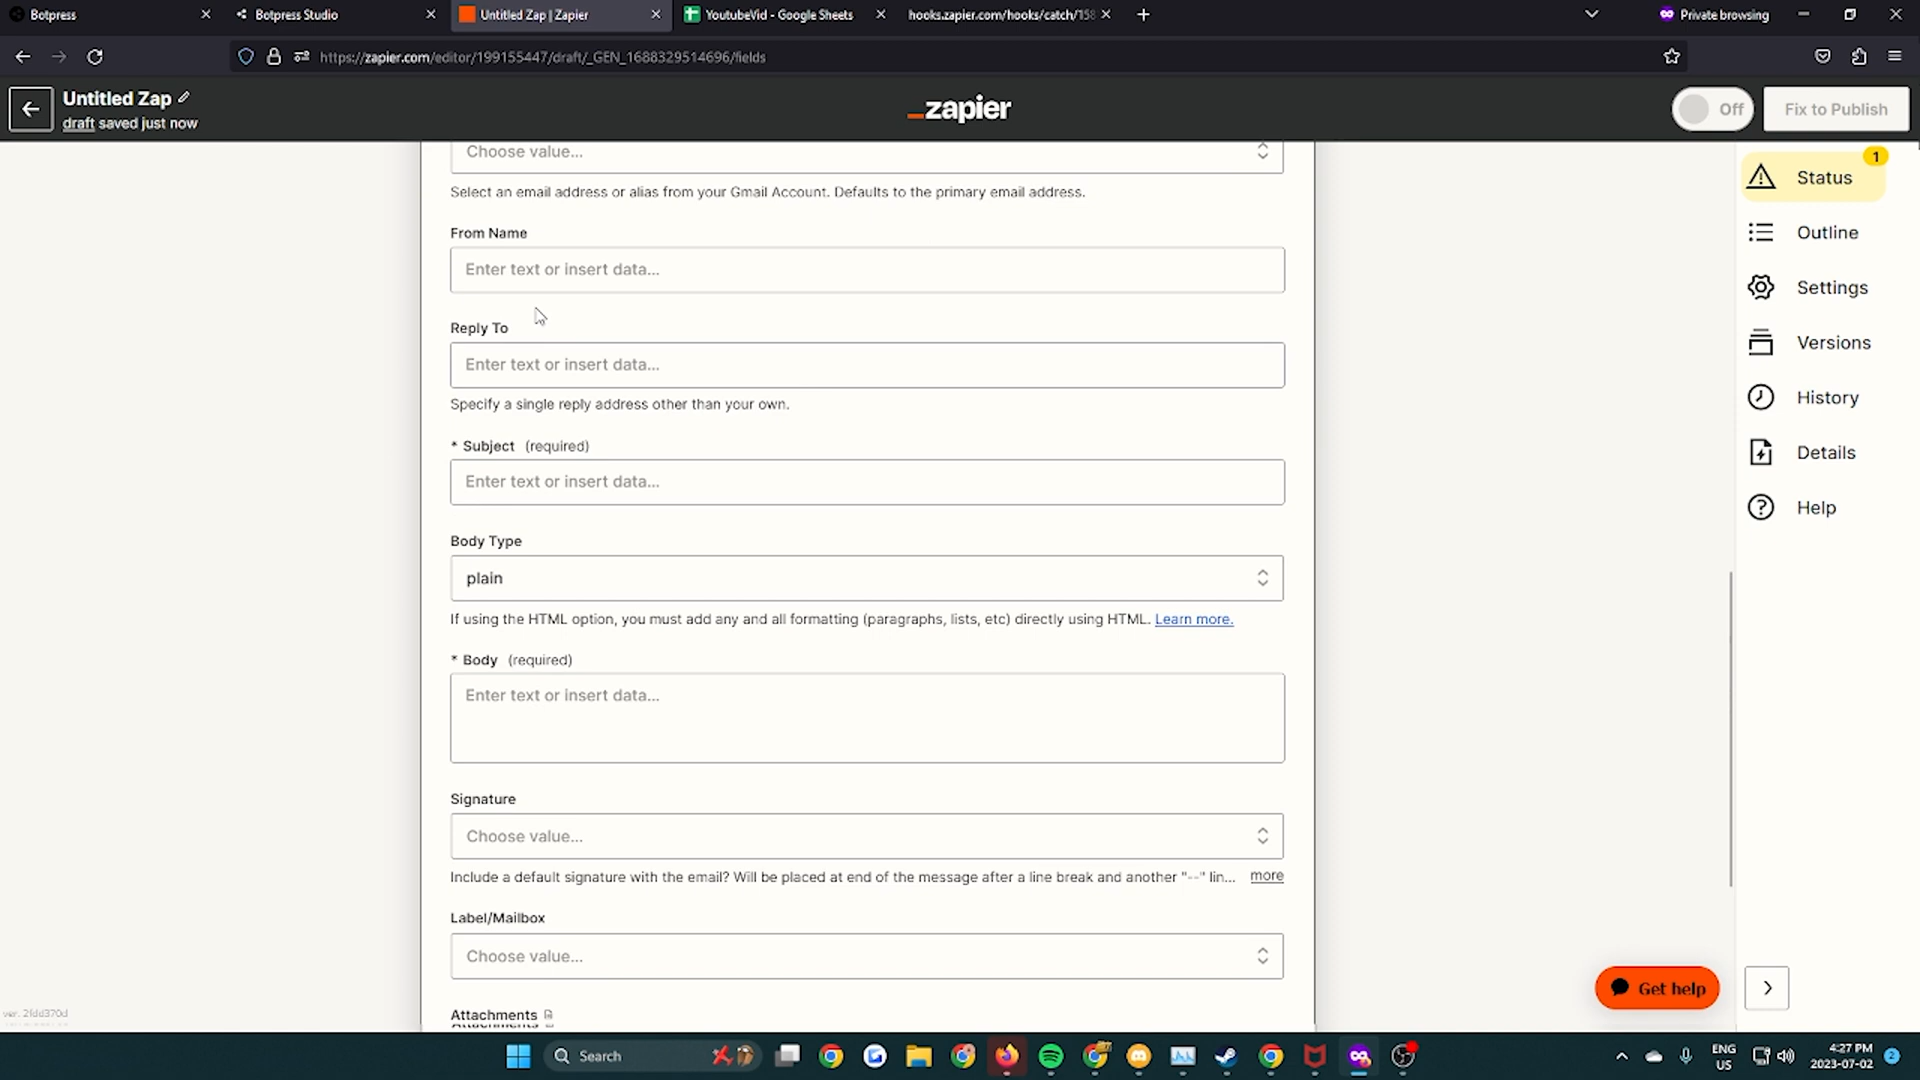 Botpress
Botpress Studio
Untitled Zap | Zapier
YoutubeVid - Google Sheets
hooks.zapier.com/hooks/catch/158
Private browsing
https://zapier.com/editor/199155447/draft/_GEN_1688329514696/fields
Untitled Zap
draft saved just now
_zapier
Off
Fix to Publish
Choose value...
Select an email address or alias from your Gmail Account. Defaults to the primary email address.
From Name
Enter text or insert data...
Reply To
Enter text or insert data...
Specify a single reply address other than your own.
* Subject (required)
Enter text or insert data...
Body Type
plain
If using the HTML option, you must add any and all formatting (paragraphs, lists, etc) directly using HTML. Learn more.
* Body (required)
Enter text or insert data...
Signature
Choose value...
Include a default signature with the email? Will be placed at end of the message after a line break and another "--" lin... more
Label/Mailbox
Choose value...
Attachments
1
Status
Outline
Settings
Versions
History
Details
Help
Get help
ver. 2fdd370d
Search
ENG
US
4:27 PM
2023-07-02
2